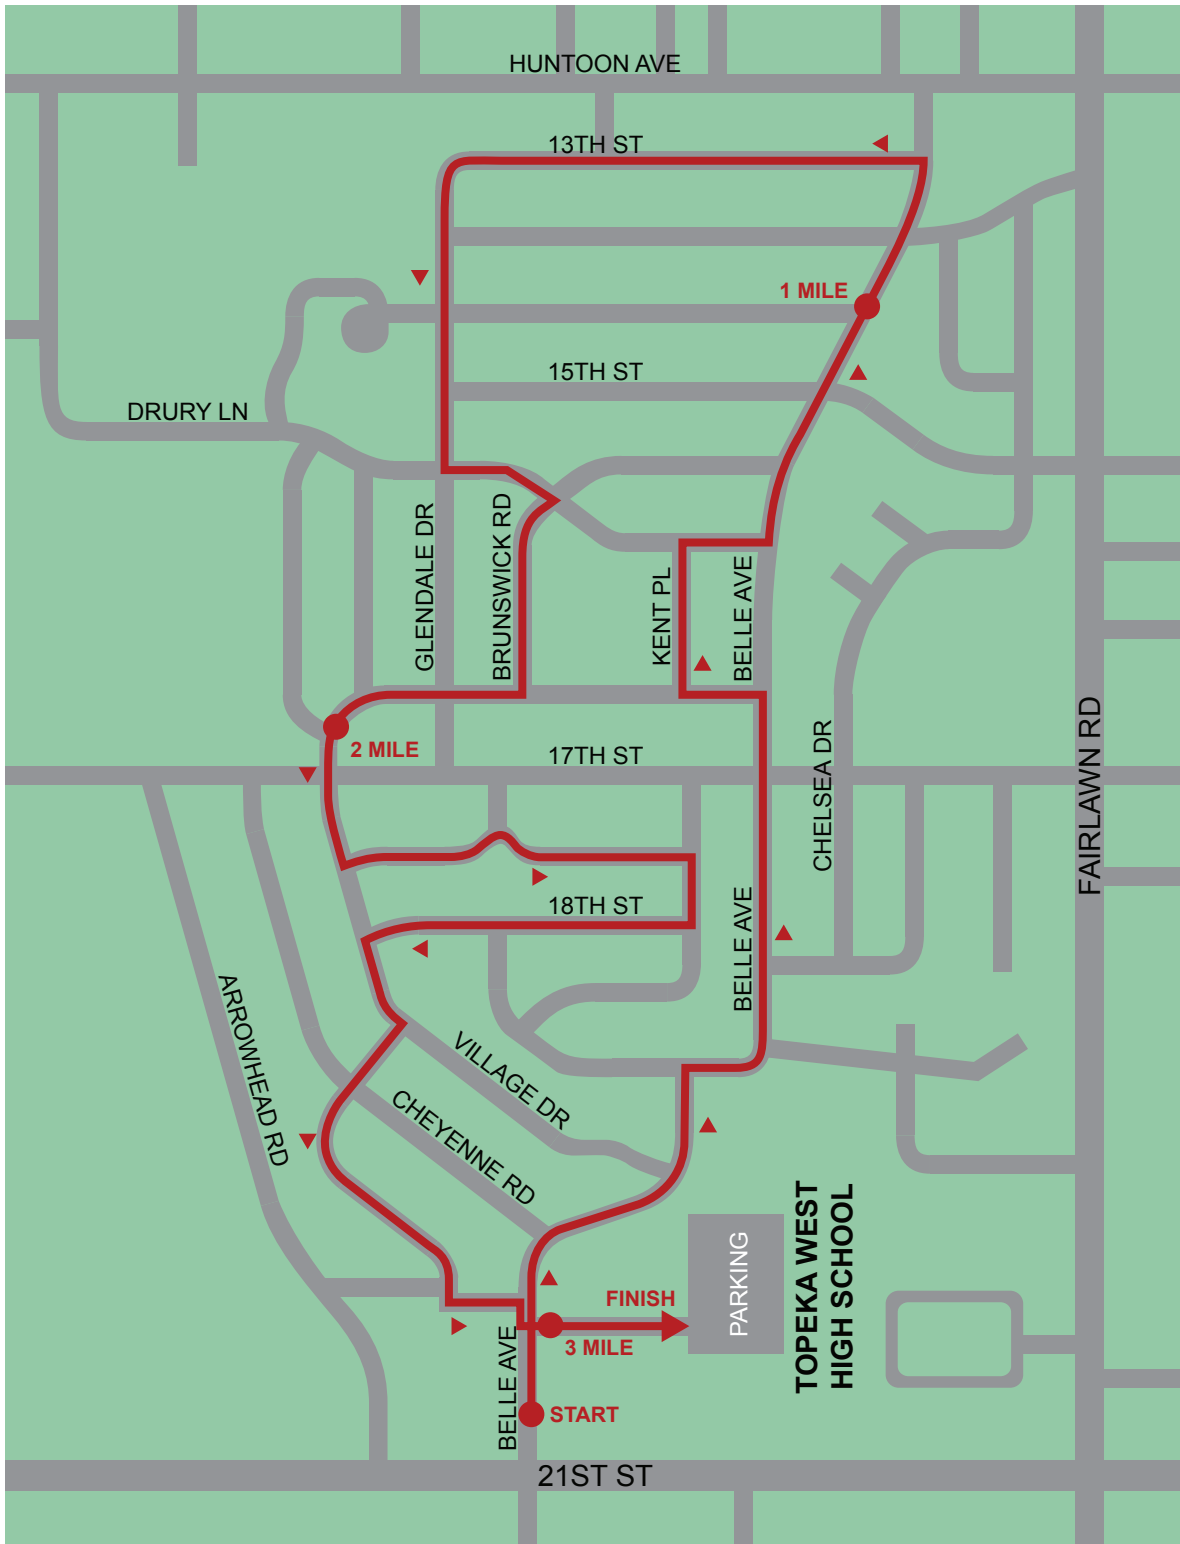 HUNTOON AVE
13TH ST
1 MILE
15TH ST
DRURY LN
GLENDALE DR
BRUNSWICK RD
KENT PL
BELLE AVE
2 MILE
17TH ST
CHELSEA DR
FAIRLAWN RD
18TH ST
BELLE AVE
ARROWHEAD RD
VILLAGE DR
CHEYENNE RD
TOPEKA WEST
HIGH SCHOOL
PARKING
FINISH
3 MILE
BELLE AVE
START
21ST ST